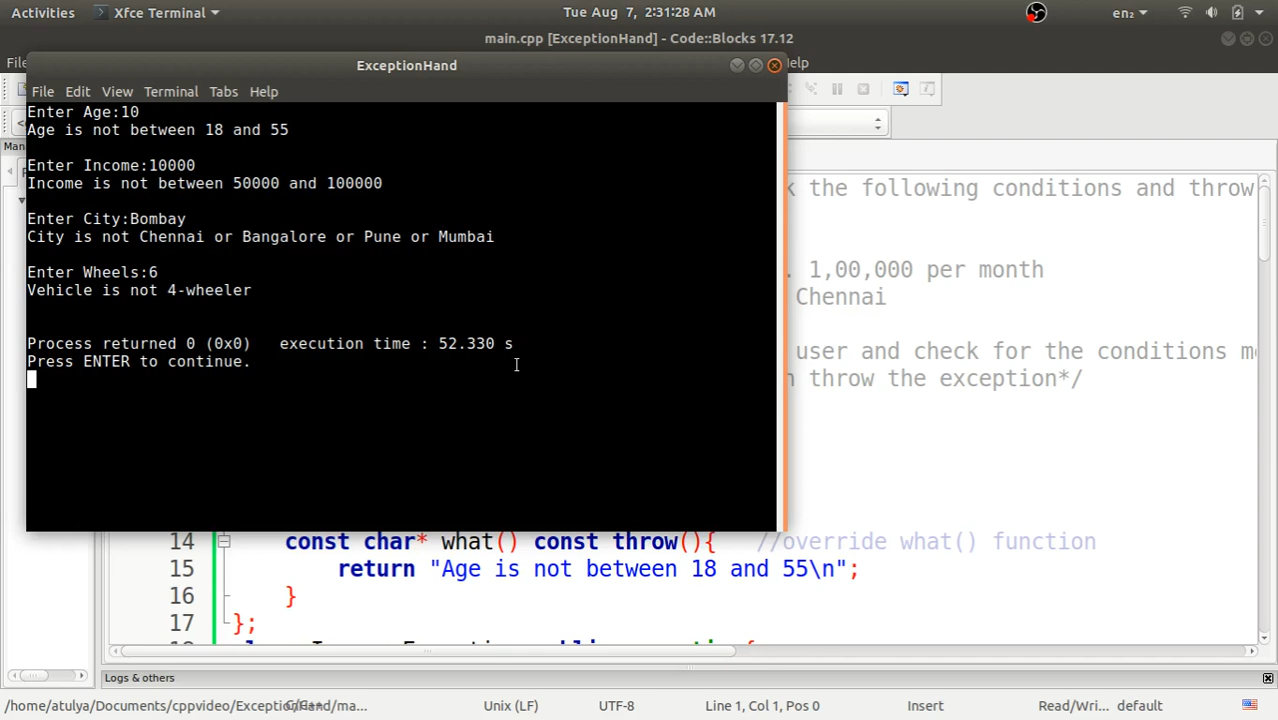 Activities Xfce Terminal Tue Aug 7, 2:31:28 AM en₂
main.cpp [ExceptionHand] - Code::Blocks 17.12
ExceptionHand
File Edit View Terminal Tabs Help
Enter Age:10
Age is not between 18 and 55
Enter Income:10000
Income is not between 50000 and 100000
Enter City:Bombay
City is not Chennai or Bangalore or Pune or Mumbai
Enter Wheels:6
Vehicle is not 4-wheeler
Process returned 0 (0x0) execution time : 52.330 s
Press ENTER to continue.
the following conditions and throw
. 1,00,000 per month
Chennai
user and check for the conditions
throw the exception*/
14 const char* what() const throw(){ //override what() function
15 return "Age is not between 18 and 55\n";
16 }
17 };
Logs & others
Unix (LF) UTF-8 Line 1, Col 1, Pos 0 Insert Read/Wri... default